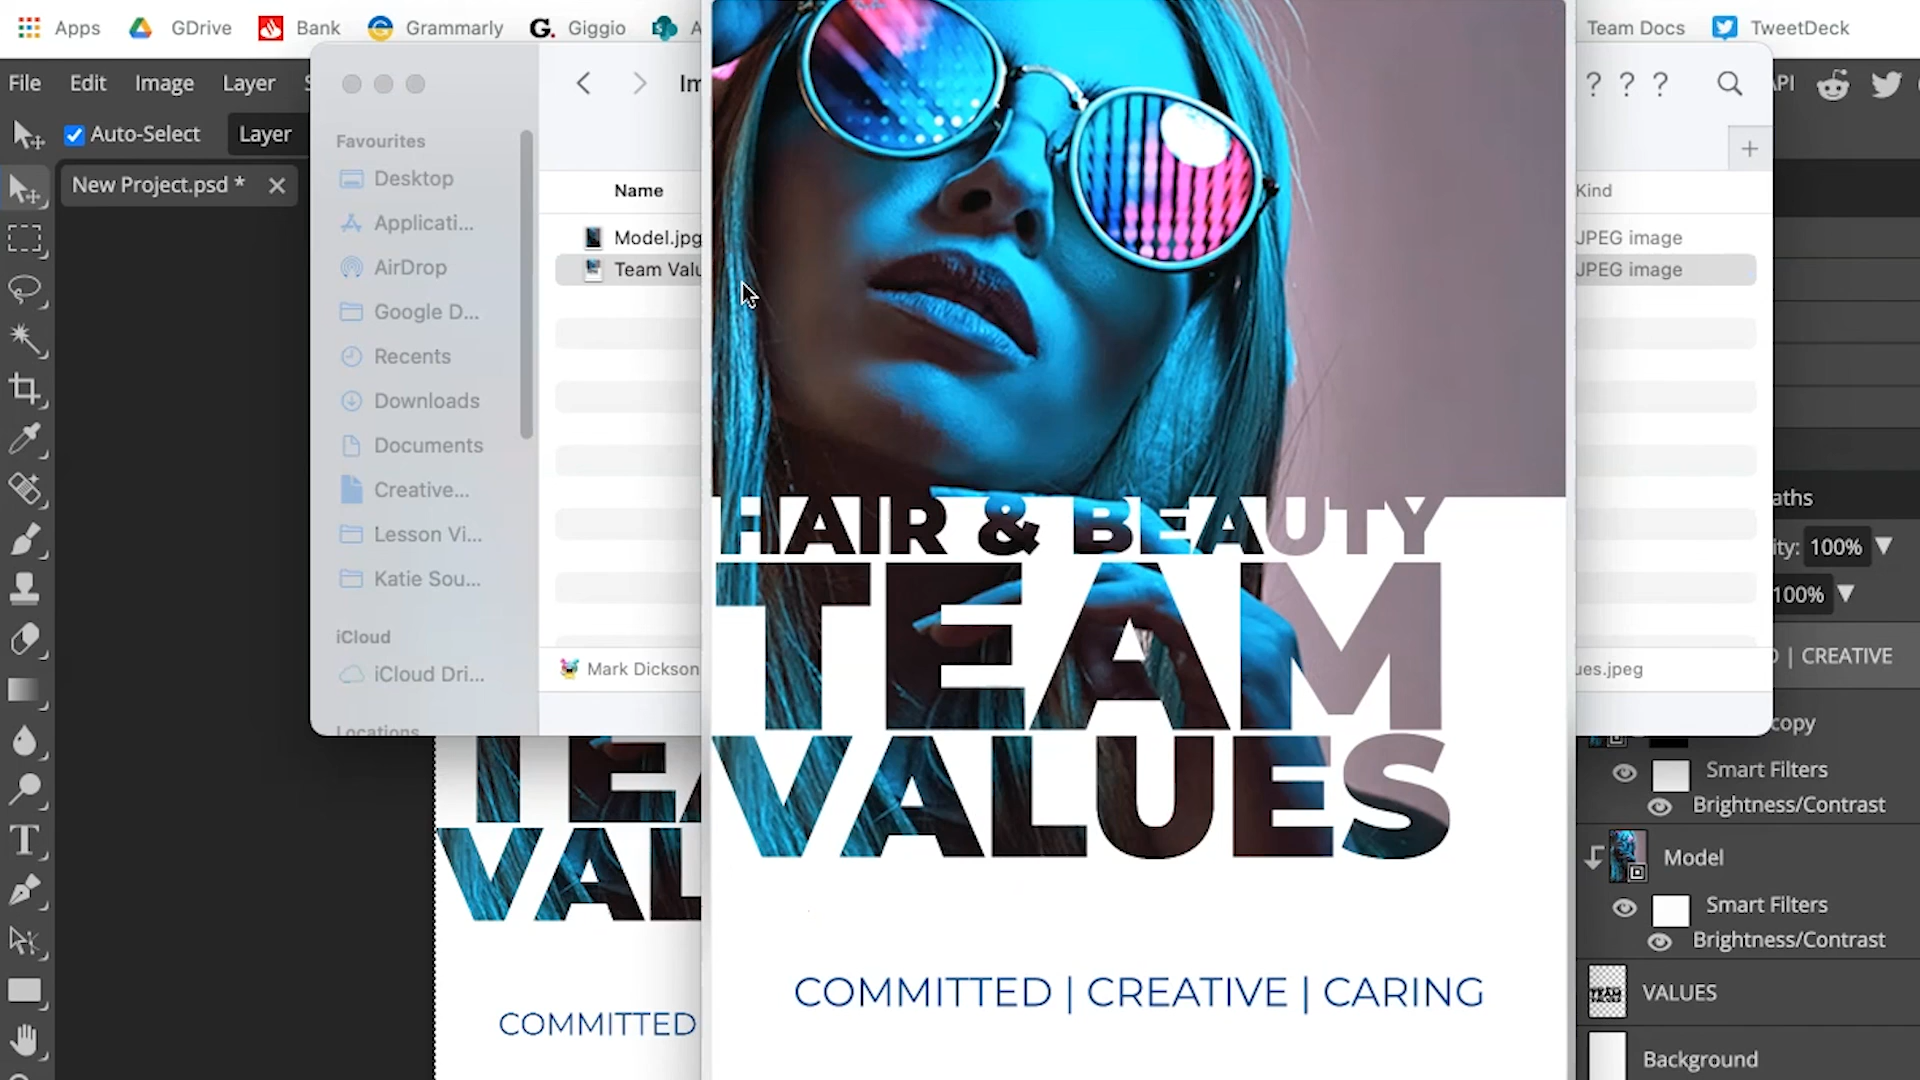 Apps GDrive Bank Grammarly G. Giggio Team Docs TweetDeck
File Edit Image Layer
Auto-Select Layer
New Project.psd *
Favourites
Desktop
Applicati...
AirDrop
Google D...
Recents
Downloads
Documents
Creative...
Lesson Vi...
Katie Sou...
iCloud
iCloud Dri...
Locations
Name
Model.jpg
Team Valu
Mark Dickson
? ? ?
Kind
JPEG image
JPEG image
ues.jpeg
HAIR & BEAUTY
TEAM
VALUES
COMMITTED | CREATIVE | CARING
TEA
VAL
COMMITTED
API
aths
ity: 100%
100%
| CREATIVE
copy
Smart Filters
Brightness/Contrast
Model
Smart Filters
Brightness/Contrast
VALUES
Background